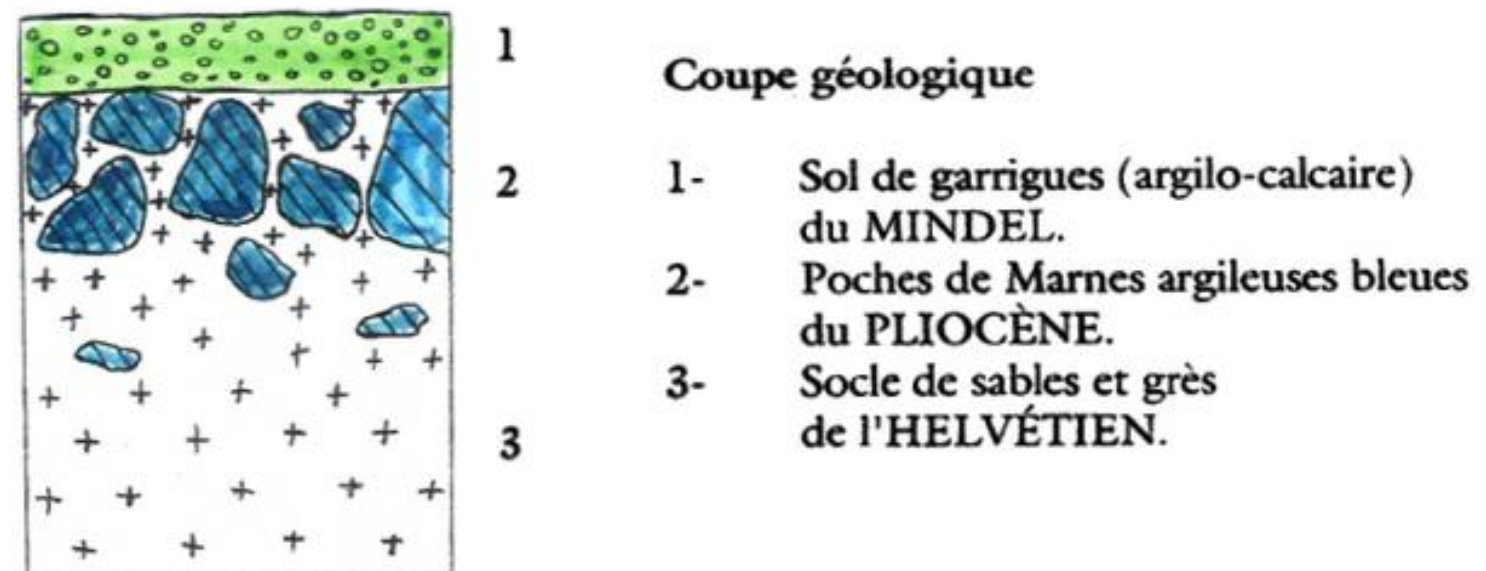 1
2
3
Coupe géologique
1- Sol de garrigues (argilo-calcaire)
du MINDEL.
2- Poches de Marnes argileuses bleues
du PLIOCÈNE.
3- Socle de sables et grès
de l'HELVÉTIEN.